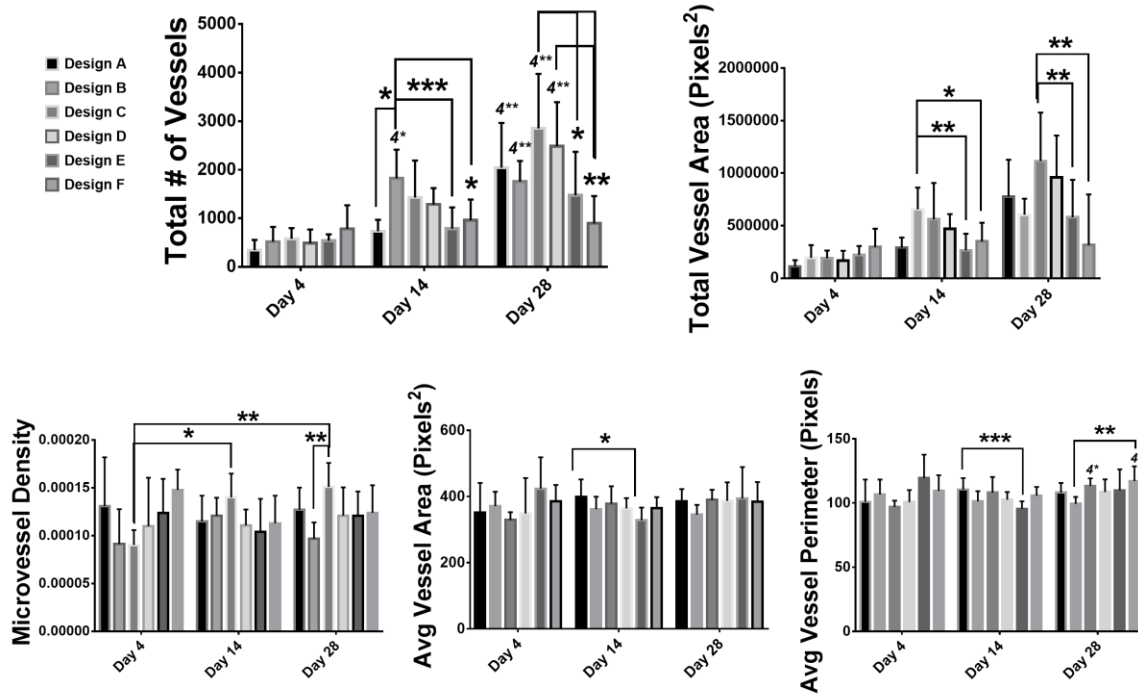 Design A
Design B
Design C
Design D
Design E
Design F
Total # of Vessels
5000
4000
3000
2000
1000
0
*
***
4*
*
4**
4**
4**
4**
*
**
Day 4
Day 14
Day 28
Total Vessel Area (Pixels²)
2000000
1500000
1000000
500000
0
*
**
**
**
Day 4
Day 14
Day 28
Microvessel Density
0.00020
0.00015
0.00010
0.00005
0.00000
**
*
**
Day 4
Day 14
Day 28
Avg Vessel Area (Pixels²)
600
400
200
0
*
Day 4
Day 14
Day 28
Avg Vessel Perimeter (Pixels)
150
100
50
0
***
**
4*
4
Day 4
Day 14
Day 28